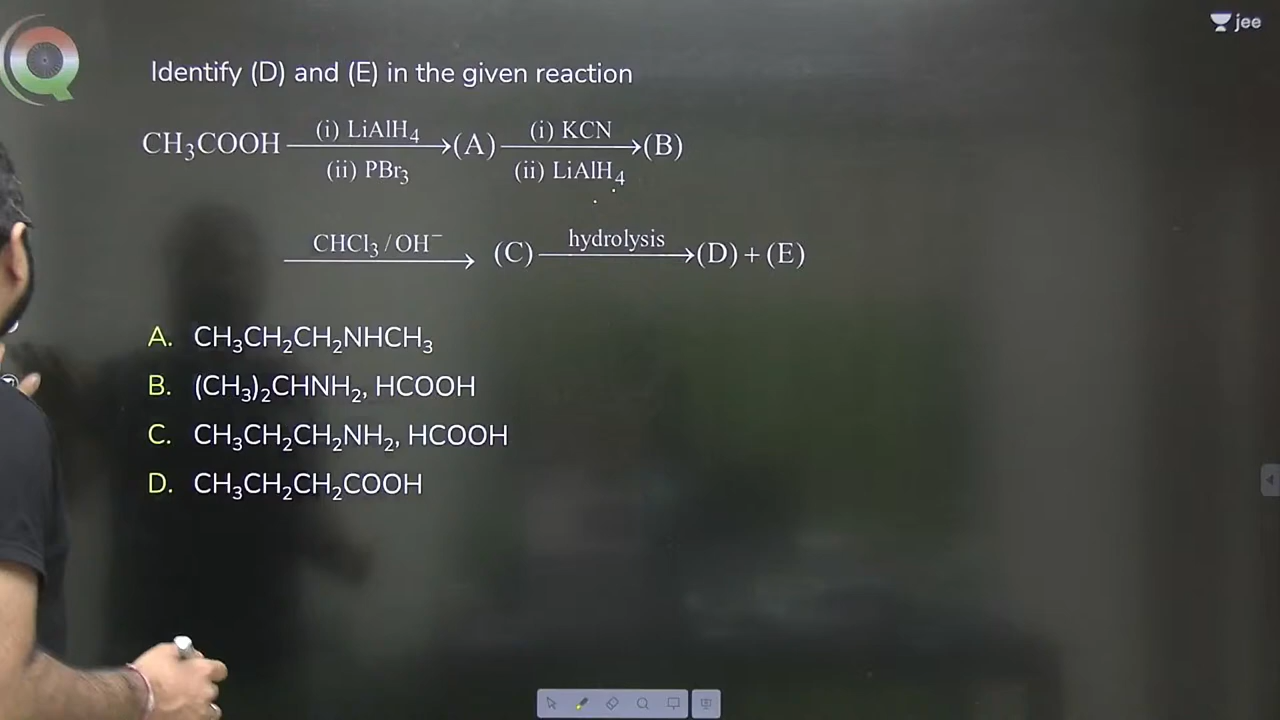 jee
Identify (D) and (E) in the given reaction
(i) LiAlH₄ (i) KCN
CH₃COOH ⟶ (A) ⟶ (B)
(ii) PBr₃ (ii) LiAlH₄
CHCl₃ / OH⁻ hydrolysis
⟶ (C) ⟶ (D) + (E)
A. CH₃CH₂CH₂NHCH₃
B. (CH₃)₂CHNH₂, HCOOH
C. CH₃CH₂CH₂NH₂, HCOOH
D. CH₃CH₂CH₂COOH